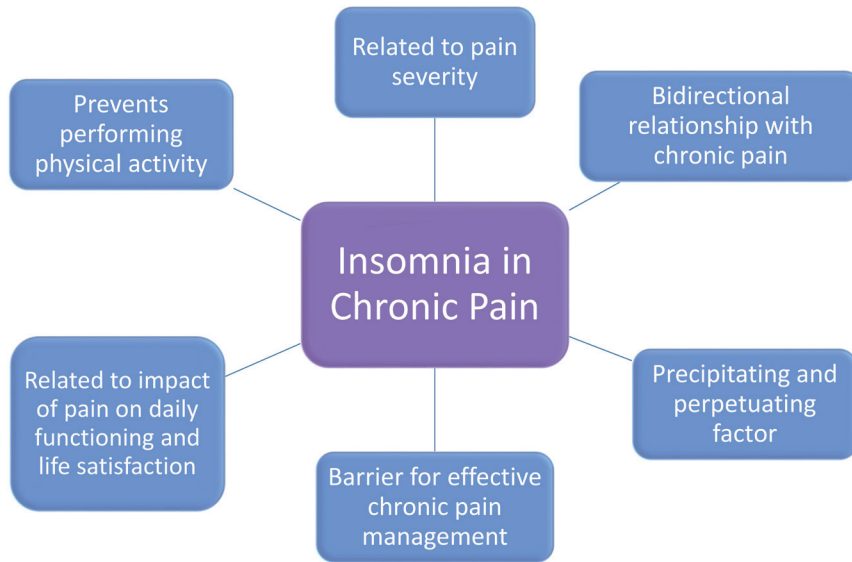 Related to pain
severity
Prevents
performing
physical activity
Bidirectional
relationship with
chronic pain
Insomnia in
Chronic Pain
Related to impact
of pain on daily
functioning and
life satisfaction
Precipitating and
perpetuating
factor
Barrier for effective
chronic pain
management